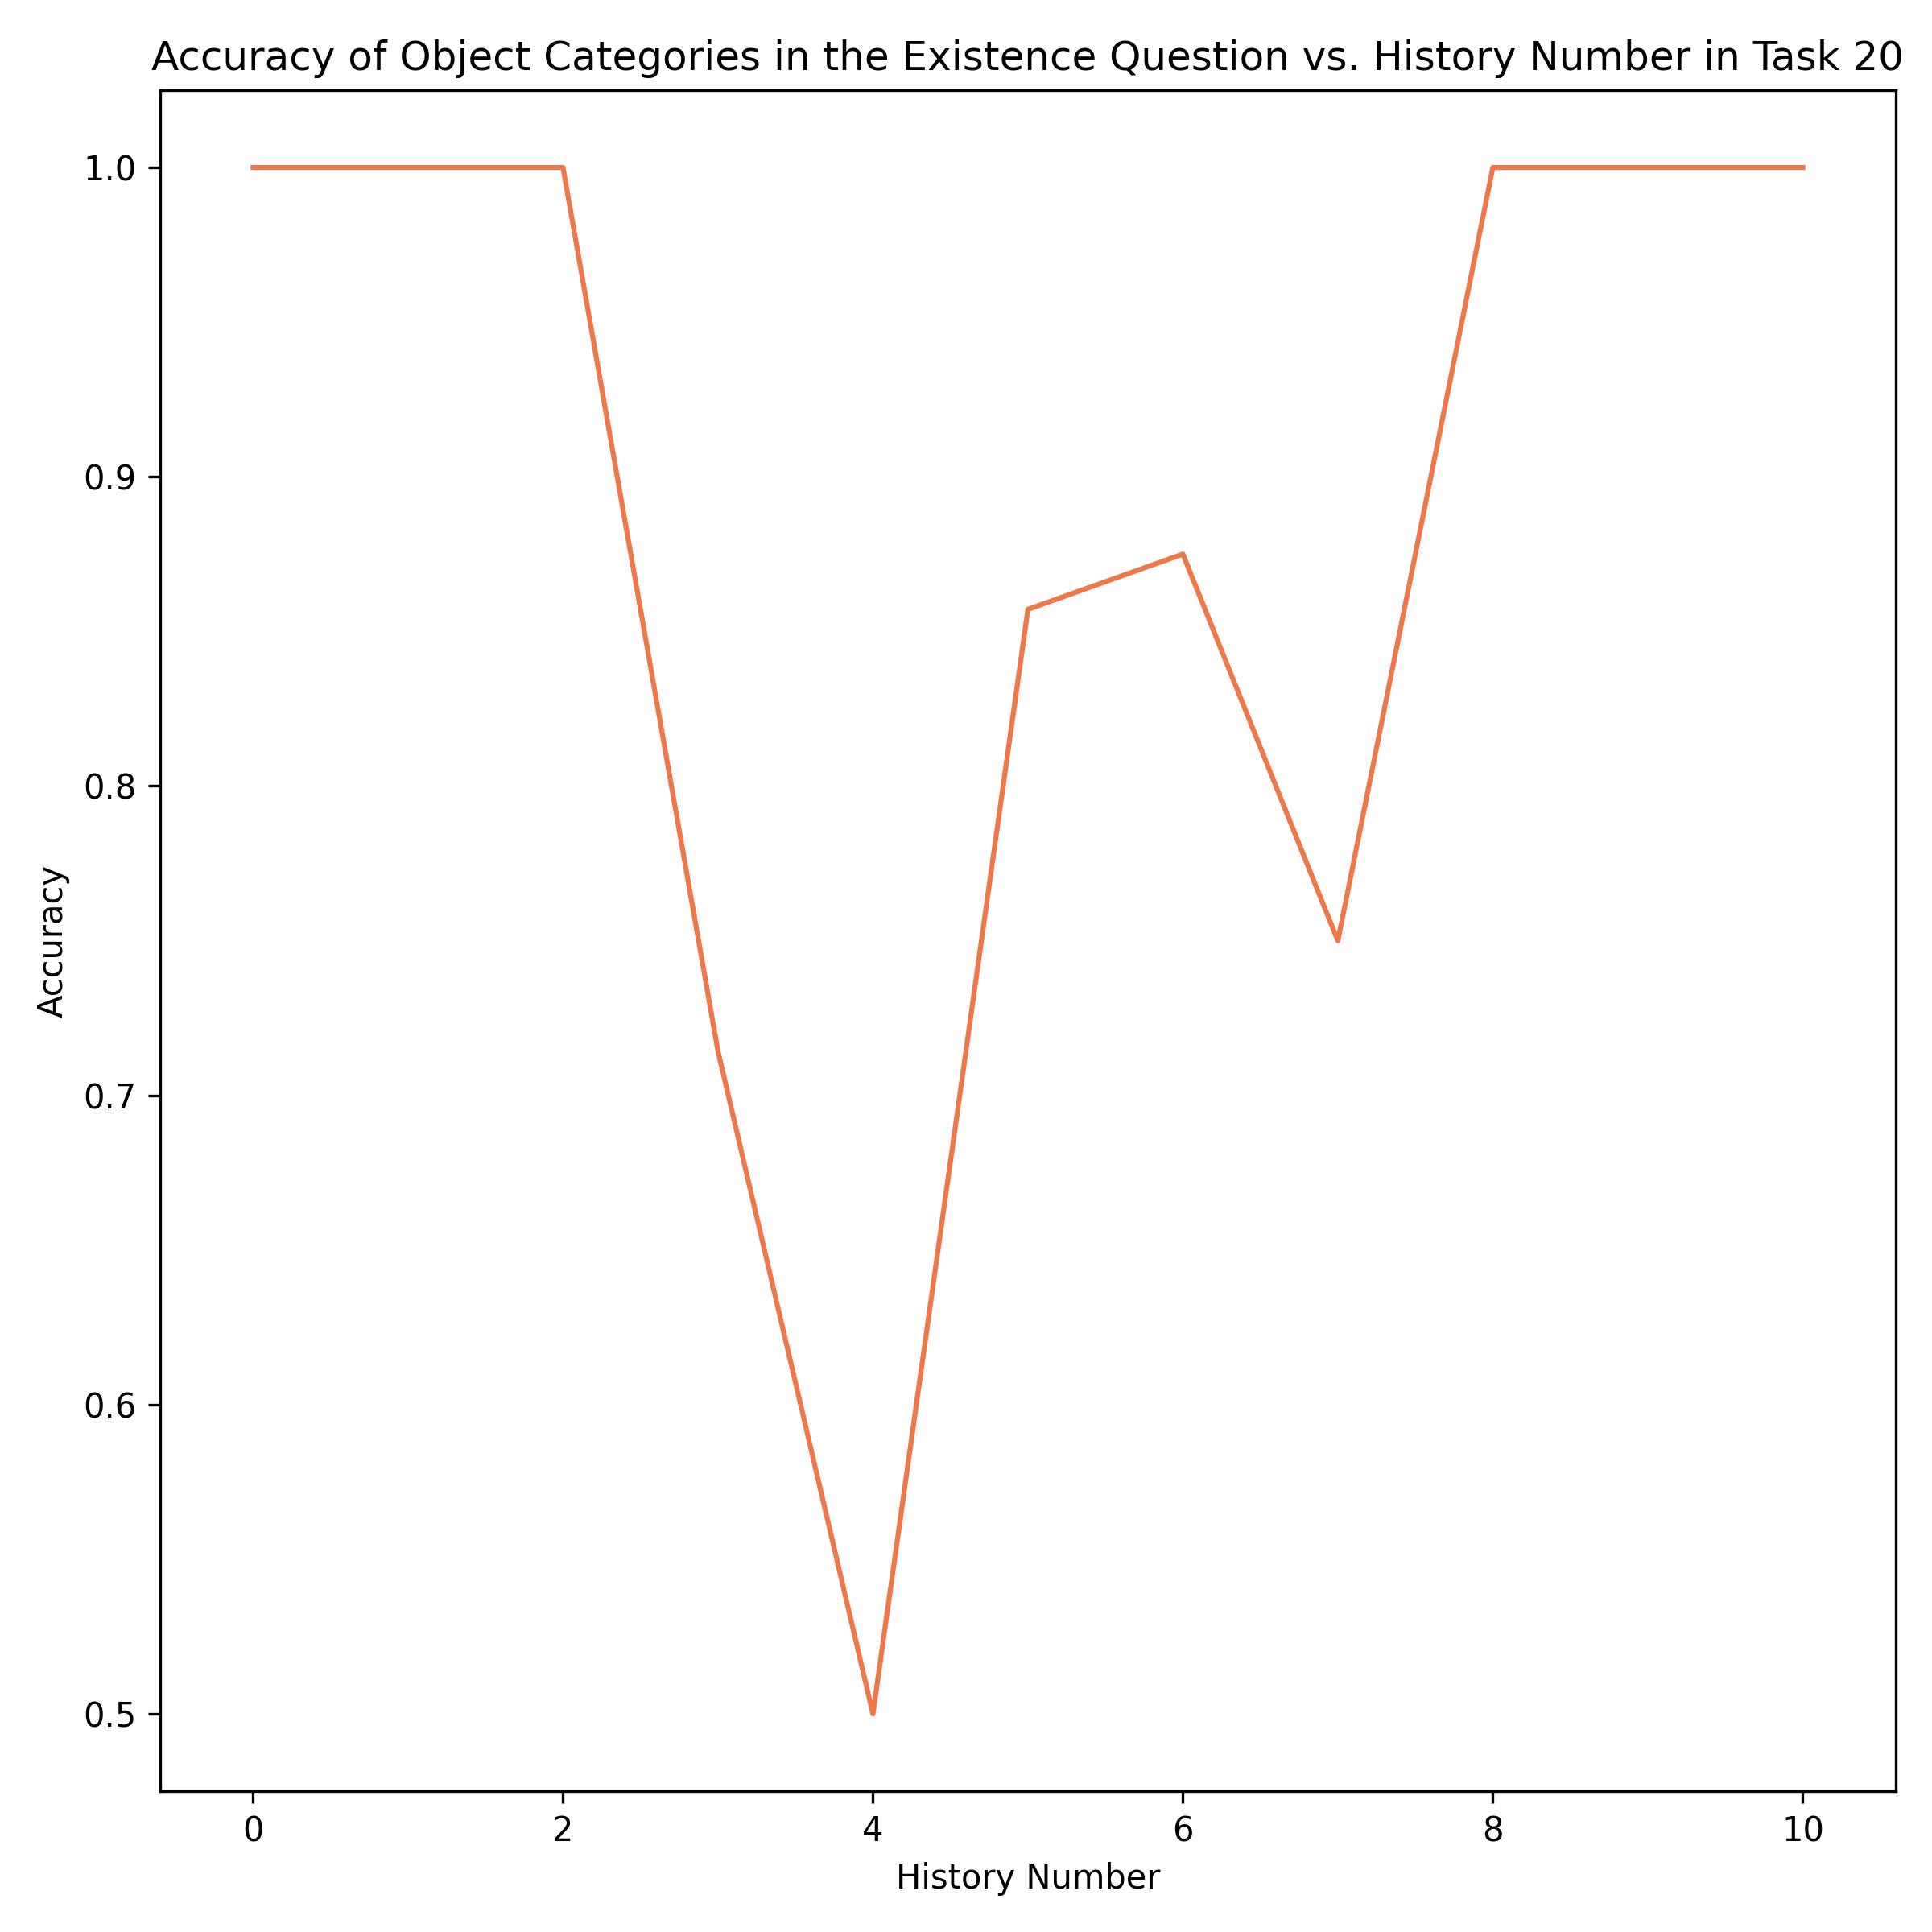 Accuracy of Object Categories in the Existence Question vs. History Number in Task 20
1.0
0.9
0.8
0.7
0.6
0.5
Accuracy
0 2 4 6 8 10
History Number